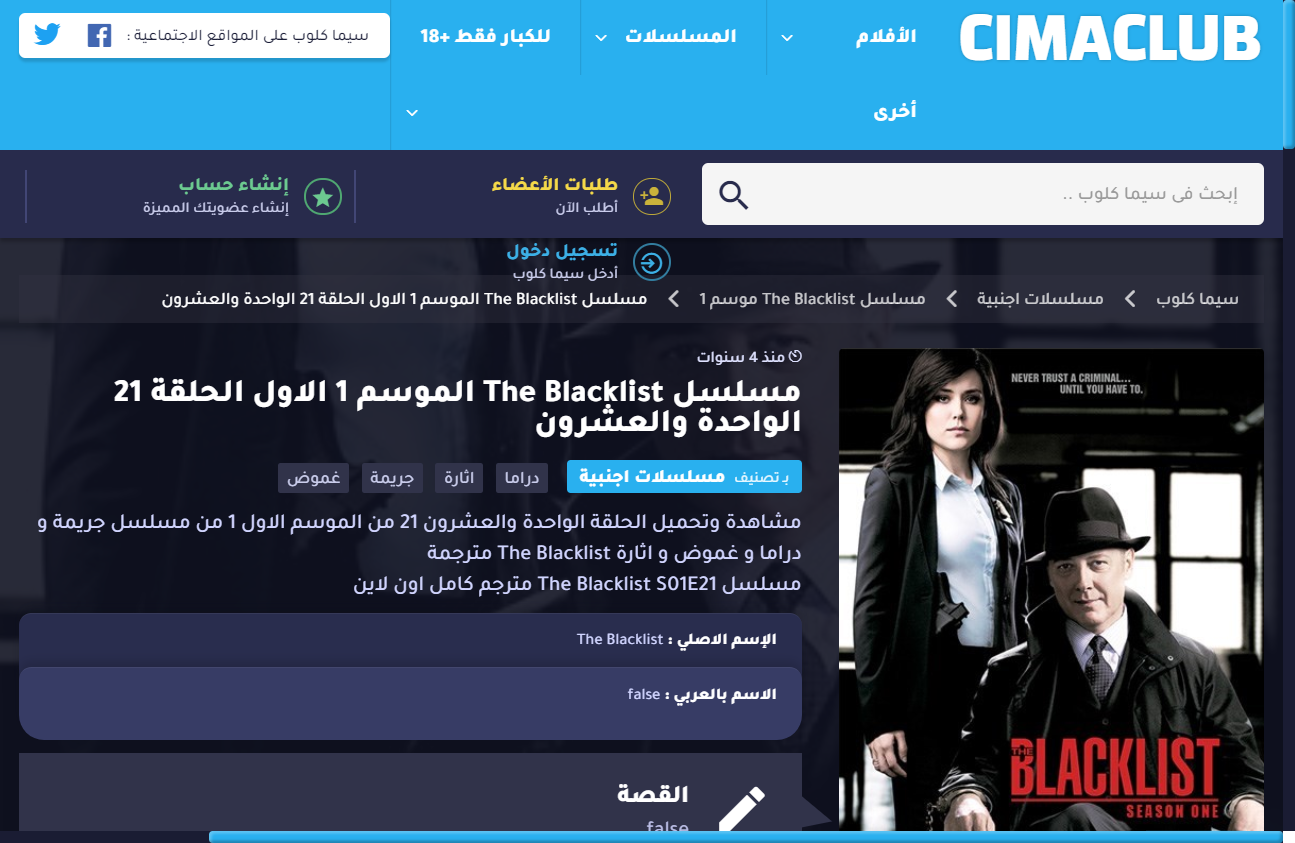 CIMACLUB
الأفلام
المسلسلات
للكبار فقط +18
سيما كلوب على المواقع الاجتماعية :
أخرى
إبحث فى سيما كلوب ..
طلبات الأعضاء
أطلب الآن
إنشاء حساب
إنشاء عضويتك المميزة
تسجيل دخول
أدخل سيما كلوب
سيما كلوب
مسلسلات اجنبية
مسلسل The Blacklist موسم 1
مسلسل The Blacklist الموسم 1 الاول الحلقة 21 الواحدة والعشرون
منذ 4 سنوات
مسلسل The Blacklist الموسم 1 الاول الحلقة 21
الواحدة والعشرون
بـ تصنيف مسلسلات اجنبية
دراما
اثارة
جريمة
غموض
مشاهدة وتحميل الحلقة الواحدة والعشرون 21 من الموسم الاول 1 من مسلسل جريمة و
دراما و غموض و اثارة The Blacklist مترجمة
مسلسل The Blacklist S01E21 مترجم كامل اون لاين
الإسم الاصلي : The Blacklist
الاسم بالعربي : false
القصة
false
NEVER TRUST A CRIMINAL...
UNTIL YOU HAVE TO.
THE
BLACKLIST
SEASON ONE